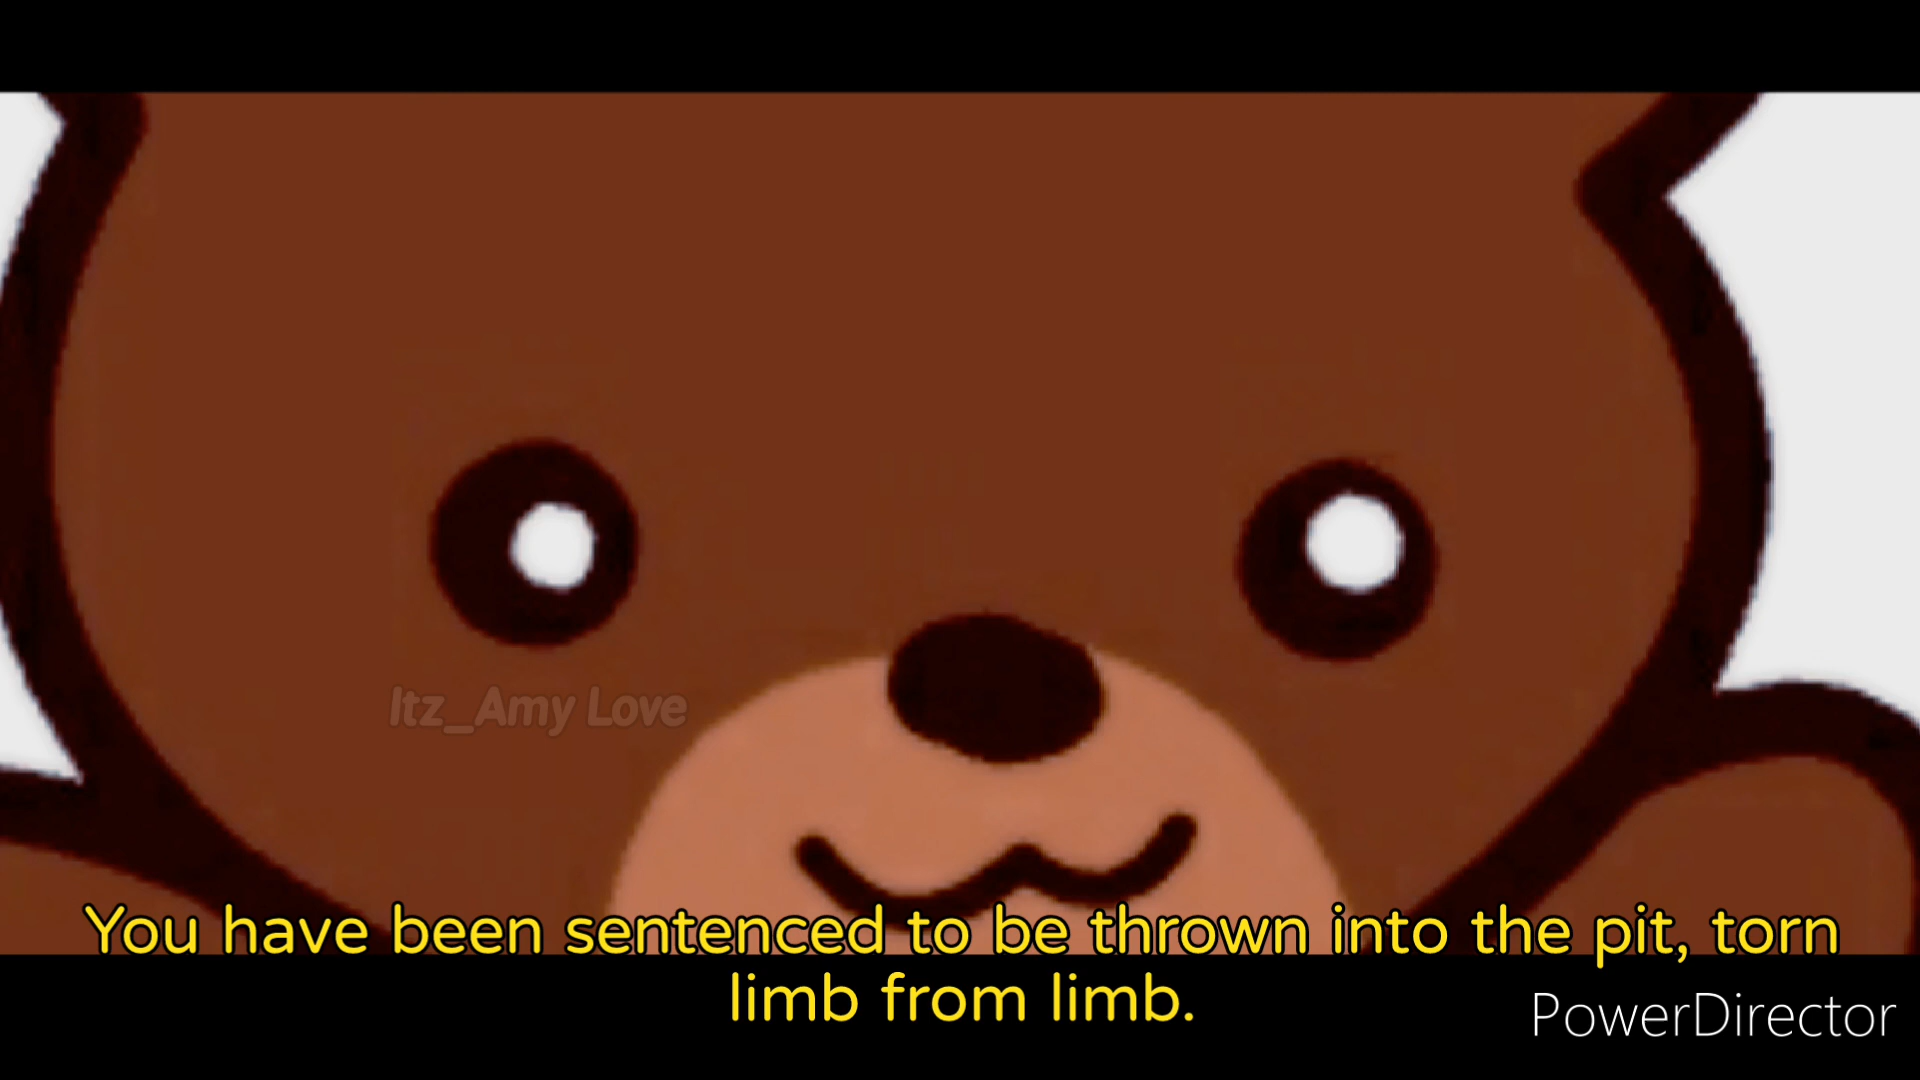 Itz_Amy Love
You have been sentenced to be thrown into the pit, torn
limb from limb.
PowerDirector